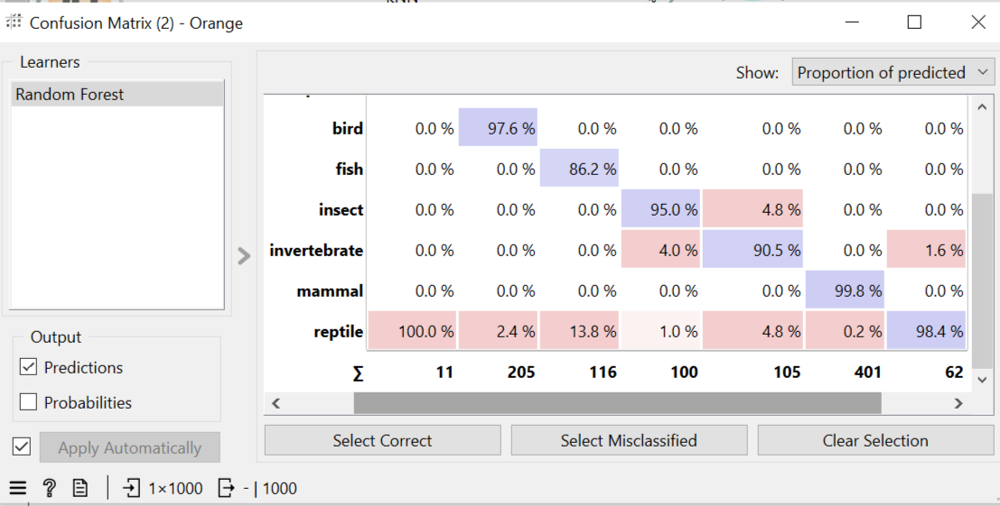 Confusion Matrix (2) - Orange
Learners
Random Forest
Show: Proportion of predicted
bird 0.0 % 97.6 % 0.0 % 0.0 % 0.0 % 0.0 % 0.0 %
fish 0.0 % 0.0 % 86.2 % 0.0 % 0.0 % 0.0 % 0.0 %
insect 0.0 % 0.0 % 0.0 % 95.0 % 4.8 % 0.0 % 0.0 %
invertebrate 0.0 % 0.0 % 0.0 % 4.0 % 90.5 % 0.0 % 1.6 %
mammal 0.0 % 0.0 % 0.0 % 0.0 % 0.0 % 99.8 % 0.0 %
reptile 100.0 % 2.4 % 13.8 % 1.0 % 4.8 % 0.2 % 98.4 %
Σ 11 205 116 100 105 401 62
Output
Predictions
Probabilities
Apply Automatically
Select Correct
Select Misclassified
Clear Selection
1×1000
- | 1000